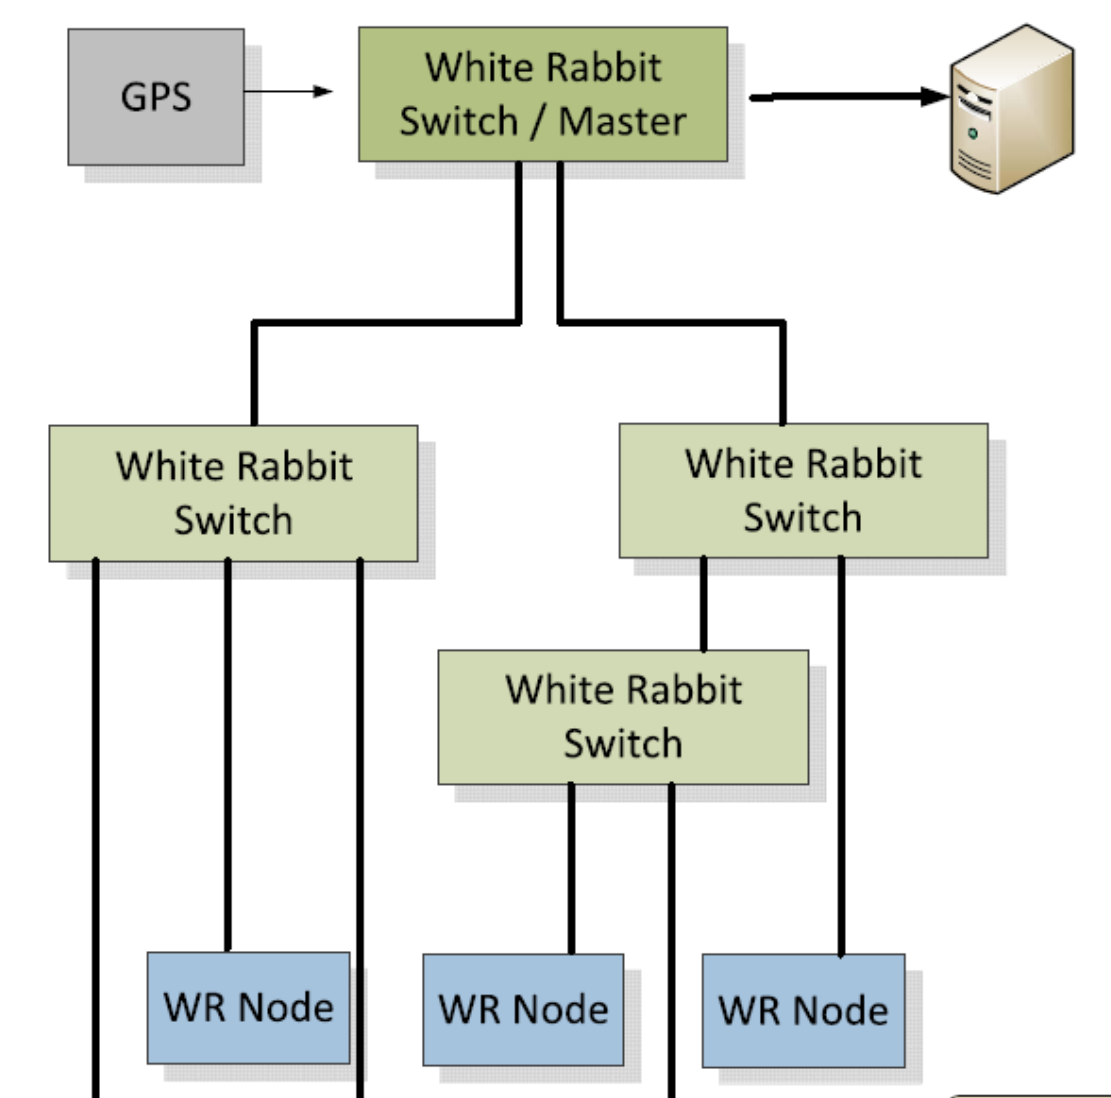 GPS
White Rabbit
Switch / Master
White Rabbit
Switch
White Rabbit
Switch
White Rabbit
Switch
WR Node
WR Node
WR Node